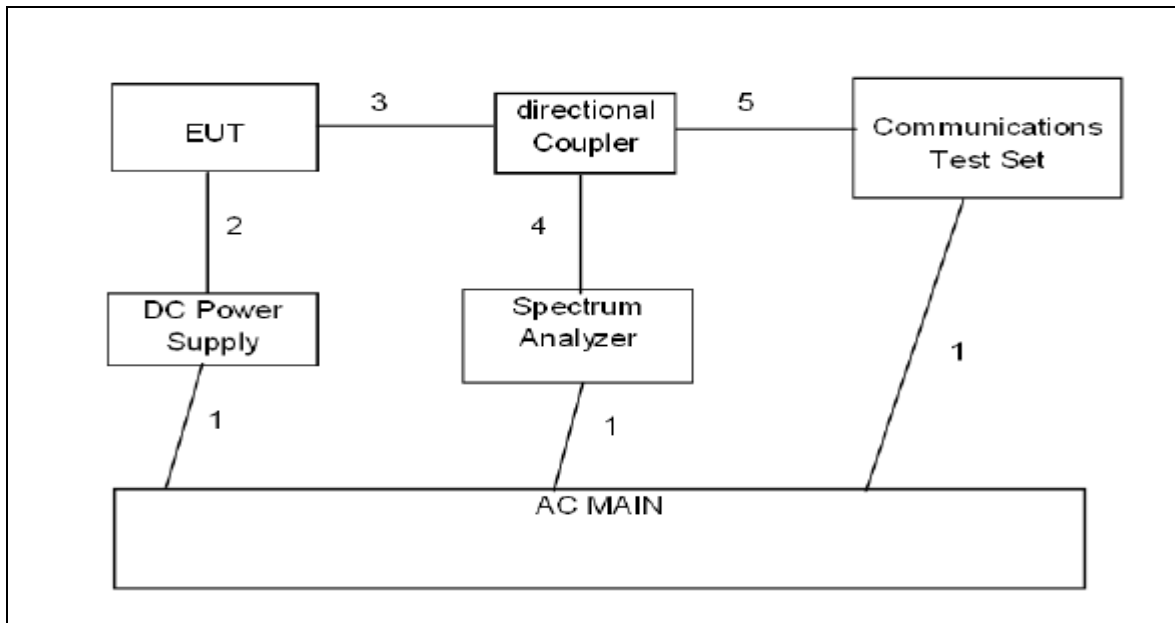 EUT
3
directional
Coupler
5
Communications
Test Set
2
4
DC Power
Supply
Spectrum
Analyzer
1
1
1
AC MAIN